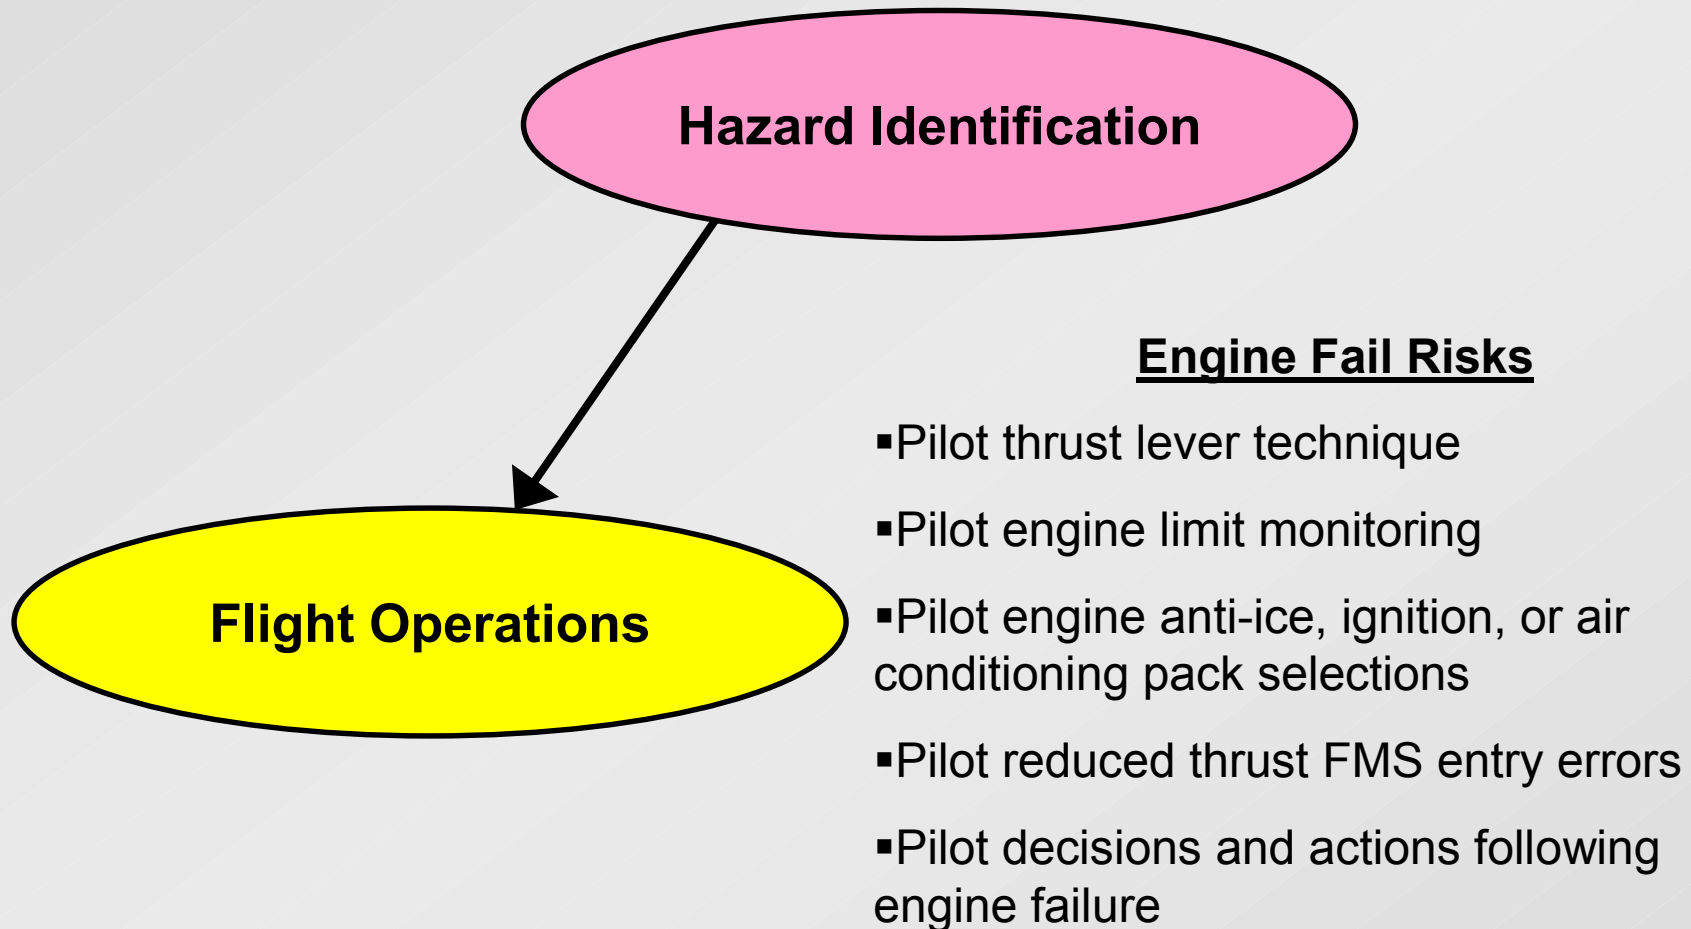 Hazard Identification
Flight Operations
Engine Fail Risks
▪Pilot thrust lever technique
▪Pilot engine limit monitoring
▪Pilot engine anti-ice, ignition, or air
conditioning pack selections
▪Pilot reduced thrust FMS entry errors
▪Pilot decisions and actions following
engine failure